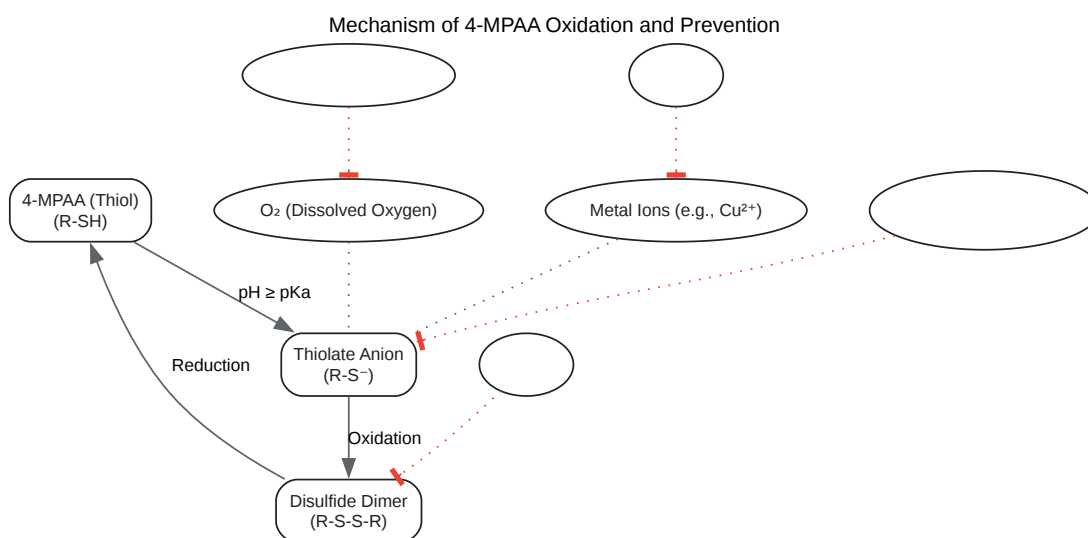 Mechanism of 4-MPAA Oxidation and Prevention
4-MPAA (Thiol)
(R-SH)
O₂ (Dissolved Oxygen)
Metal Ions (e.g., Cu²⁺)
pH ≥ pKa
Thiolate Anion
(R-S⁻)
Reduction
Oxidation
Disulfide Dimer
(R-S-S-R)